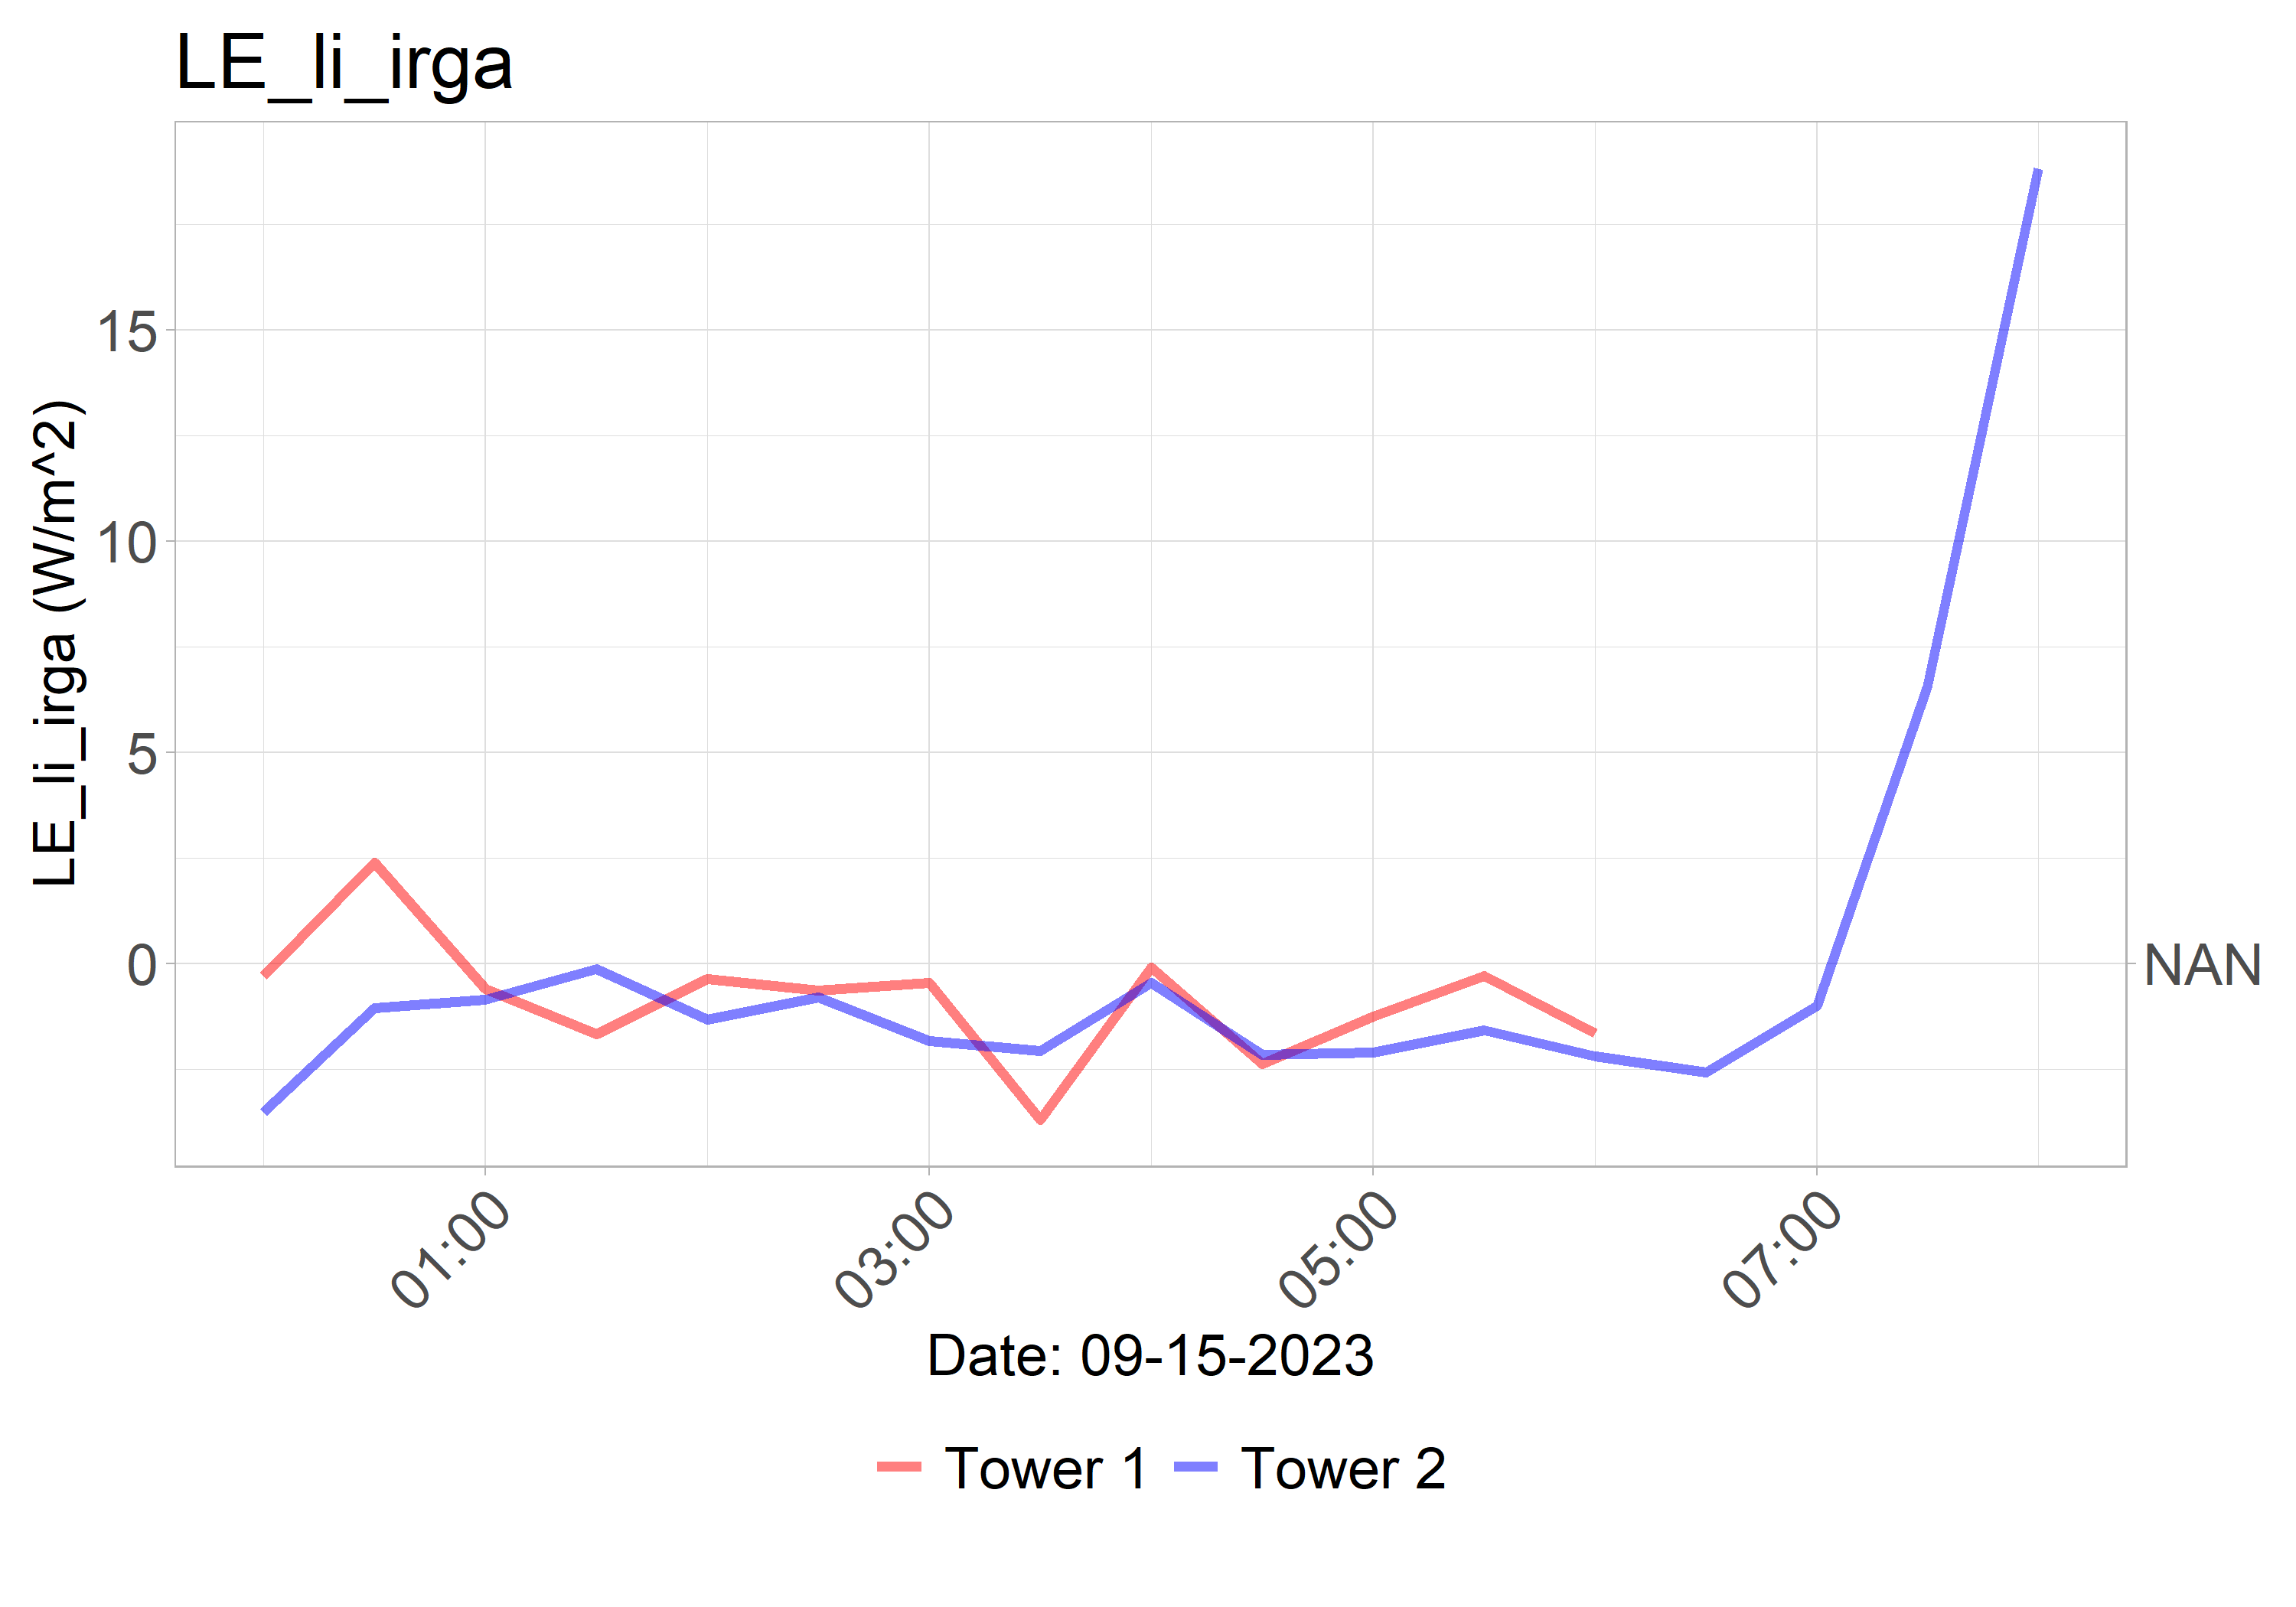 LE_li_irga
LE_li_irga (W/m^2)
15
10
5
0
NAN
01:00
03:00
05:00
07:00
Date: 09-15-2023
Tower 1
Tower 2